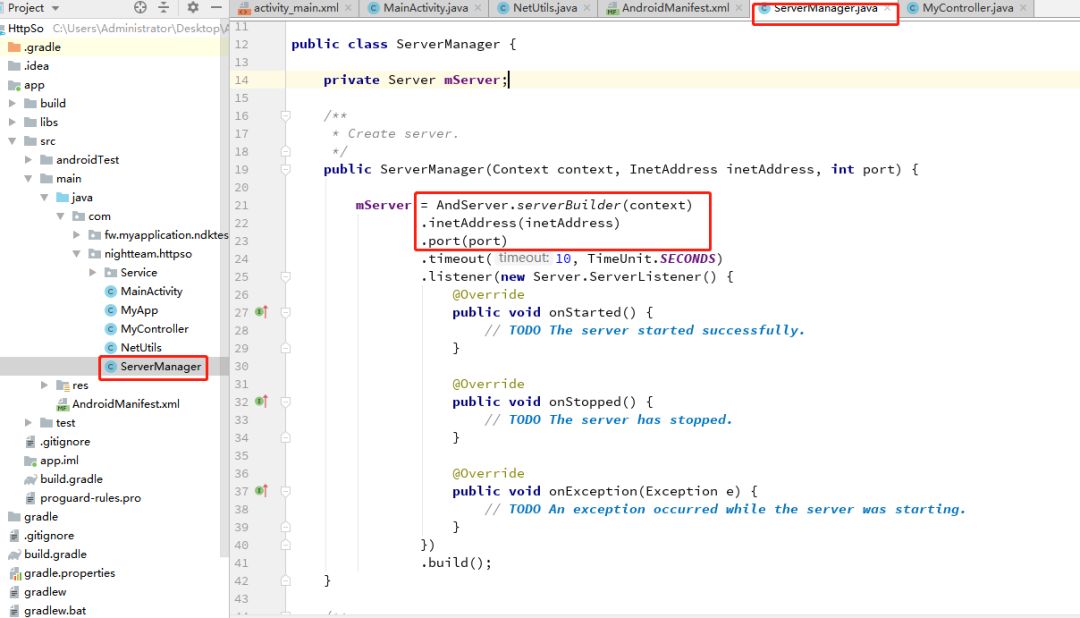 Project
HttpSo C:\Users\Administrator\Desktop\
.gradle
.idea
app
build
libs
src
androidTest
main
java
com
fw.myapplication.ndktes
nightteam.httpso
Service
MainActivity
MyApp
MyController
NetUtils
ServerManager
res
AndroidManifest.xml
test
.gitignore
app.iml
build.gradle
proguard-rules.pro
gradle
.gitignore
build.gradle
gradle.properties
gradlew
gradlew.bat
activity_main.xml × MainActivity.java × NetUtils.java × AndroidManifest.xml × ServerManager.java × MyController.java ×
11
12 public class ServerManager {
13
14 private Server mServer;
15
16 /**
17 * Create server.
18 */
19 public ServerManager(Context context, InetAddress inetAddress, int port) {
20
21 mServer = AndServer.serverBuilder(context)
22 .inetAddress(inetAddress)
23 .port(port)
24 .timeout( timeout: 10, TimeUnit.SECONDS)
25 .listener(new Server.ServerListener() {
26 @Override
27 public void onStarted() {
28 // TODO The server started successfully.
29 }
30
31 @Override
32 public void onStopped() {
33 // TODO The server has stopped.
34 }
35
36 @Override
37 public void onException(Exception e) {
38 // TODO An exception occurred while the server was starting.
39 }
40 })
41 .build();
42 }
43